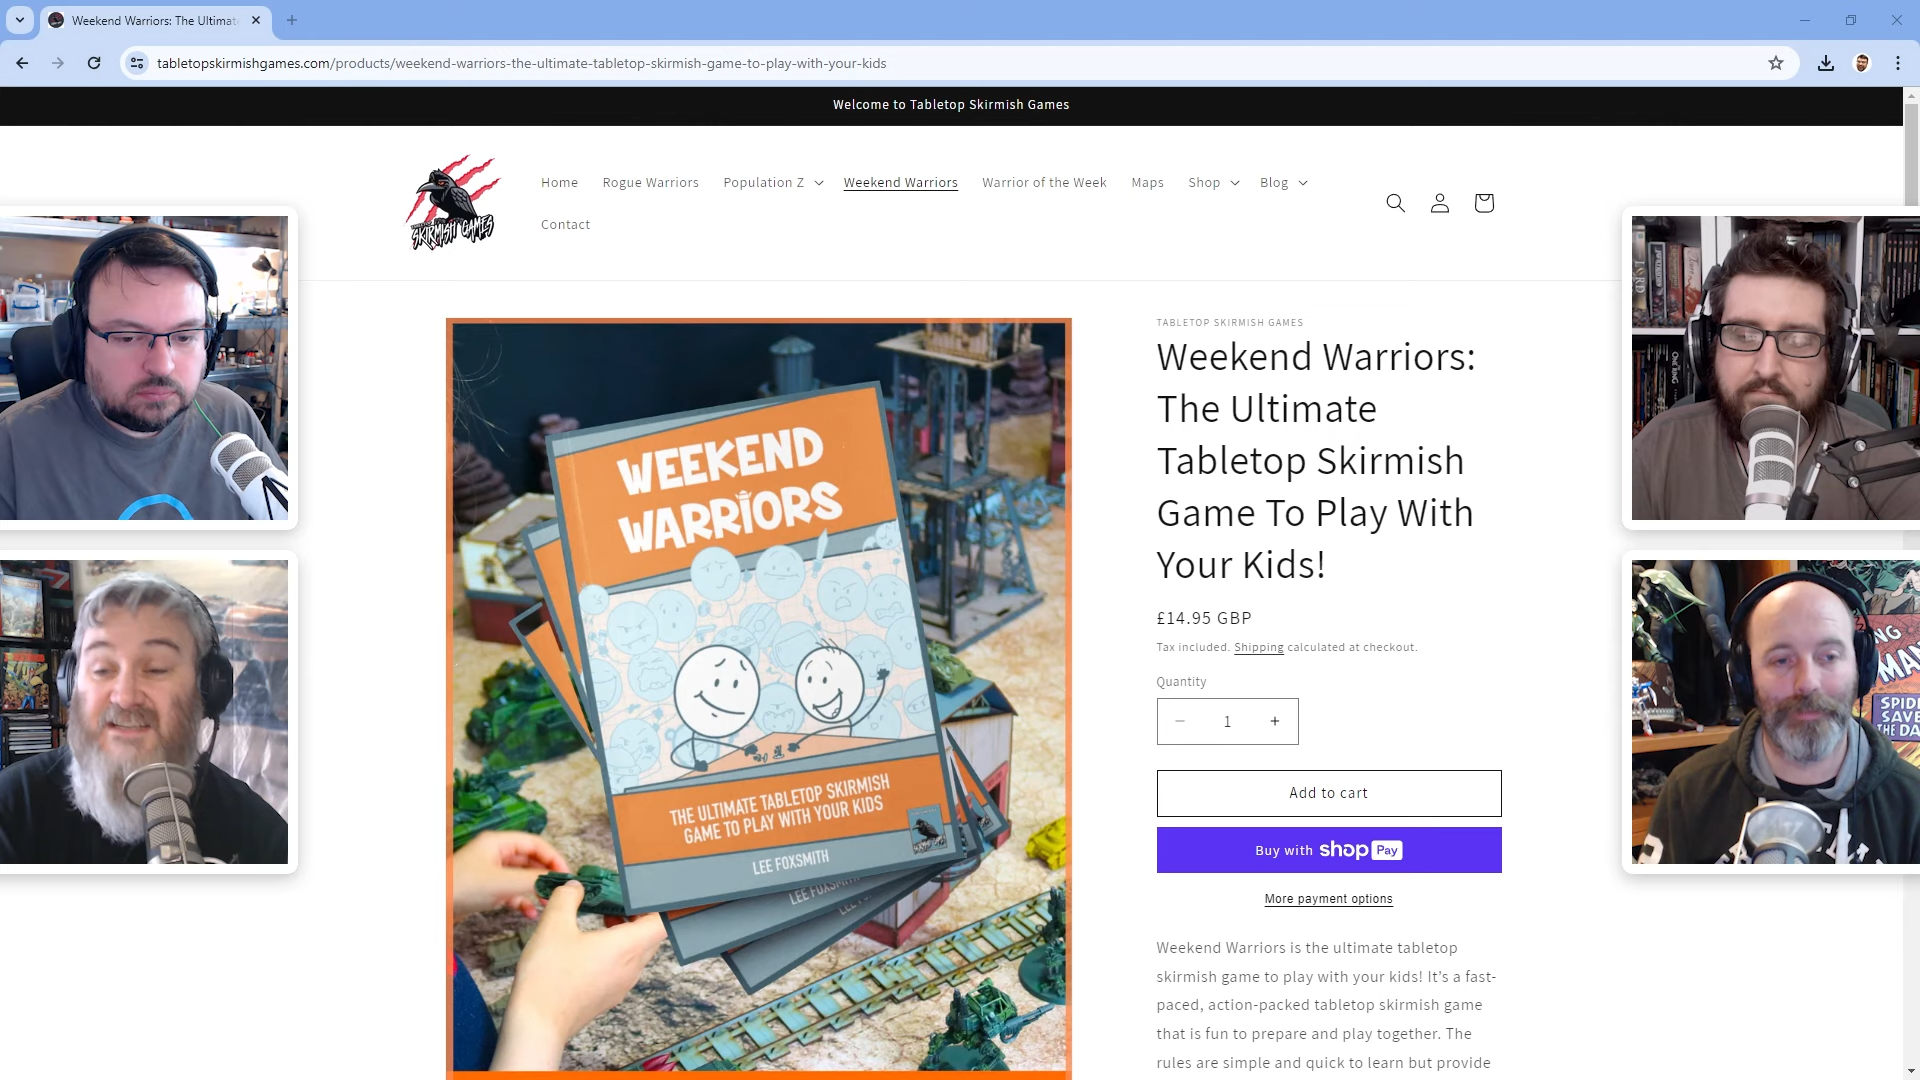 Weekend Warriors: The Ultimat
tabletopskirmishgames.com/products/weekend-warriors-the-ultimate-tabletop-skirmish-game-to-play-with-your-kids
Welcome to Tabletop Skirmish Games
SKIRMISH GAMES
Home
Rogue Warriors
Population Z
Weekend Warriors
Warrior of the Week
Maps
Shop
Blog
Contact
WEEKEND
WARRIORS
THE ULTIMATE TABLETOP SKIRMISH
GAME TO PLAY WITH YOUR KIDS
LEE FOXSMITH
TABLETOP SKIRMISH GAMES
Weekend Warriors:
The Ultimate
Tabletop Skirmish
Game To Play With
Your Kids!
£14.95 GBP
Tax included. Shipping calculated at checkout.
Quantity
1
Add to cart
Buy with shop Pay
More payment options
Weekend Warriors is the ultimate tabletop
skirmish game to play with your kids! It’s a fast-
paced, action-packed tabletop skirmish game
that is fun to prepare and play together. The
rules are simple and quick to learn but provide
SPID
SAVE
THE DA